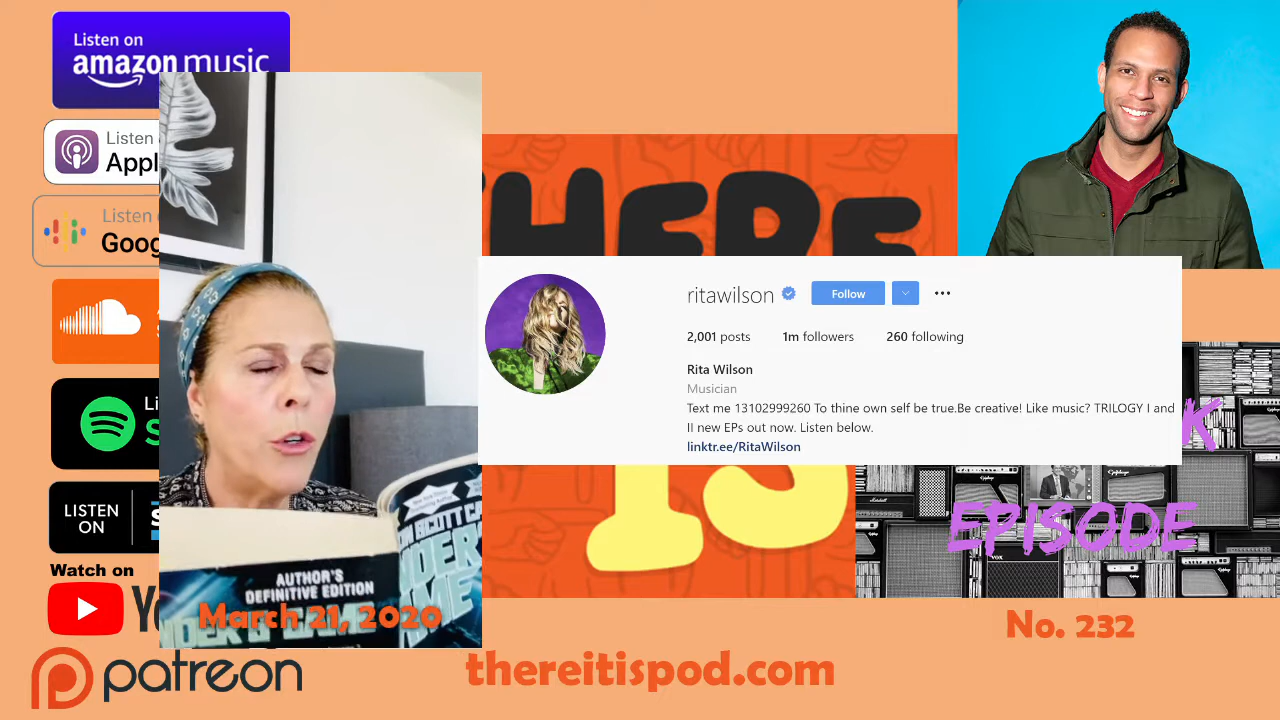 Listen on
amazon music
Listen
Appl
Listen
Goog
Li
S
LISTEN
ON
S
Watch on
Y
patreon
HERE
IS
AUTHOR'S
DEFINITIVE EDITION
March 21, 2020
ritawilson
Follow
2,001 posts 1m followers 260 following
Rita Wilson
Musician
Text me 13102999260 To thine own self be true.Be creative! Like music? TRILOGY I and
II new EPs out now. Listen below.
linktr.ee/RitaWilson
K
EPISODE
No. 232
thereitispod.com